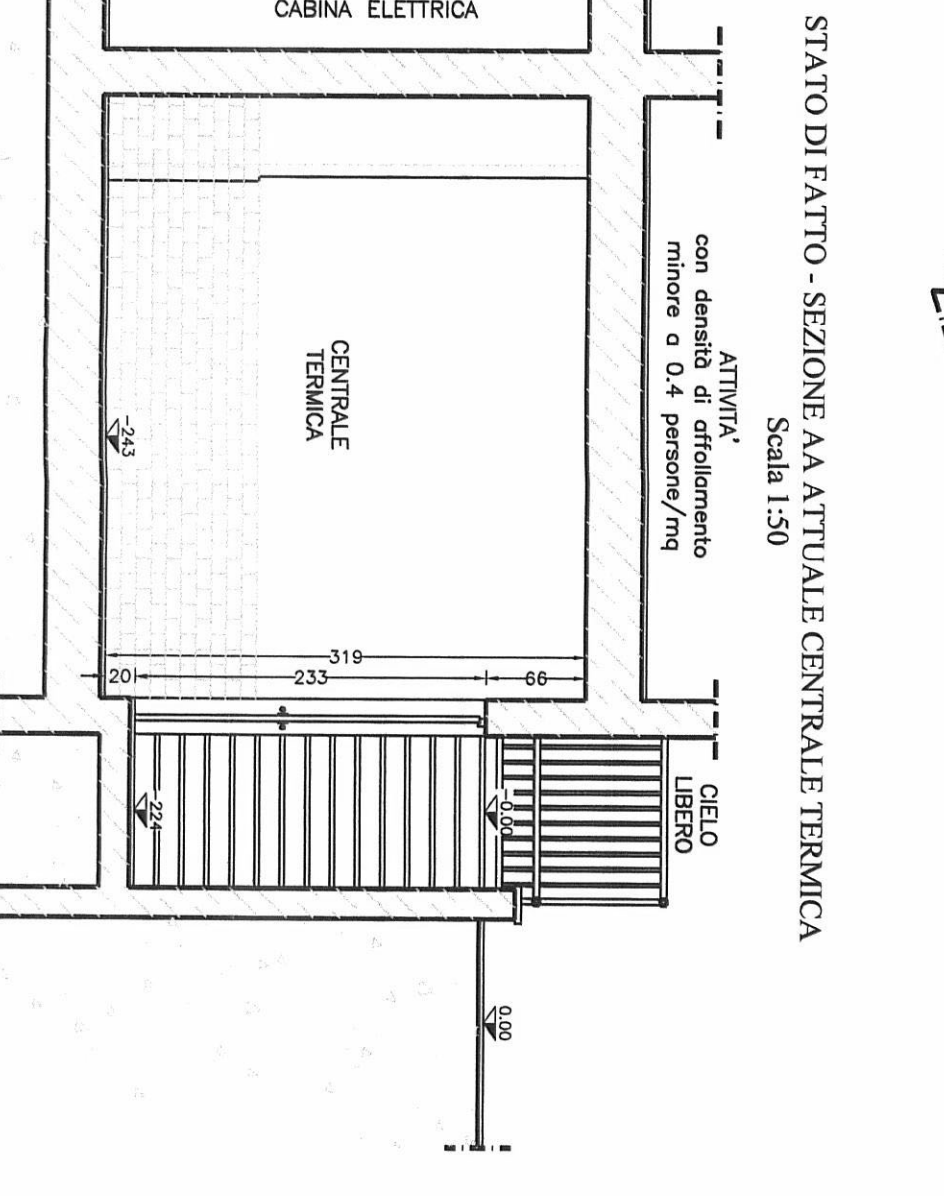 STATO DI FATTO - SEZIONE AA ATTUALE CENTRALE TERMICA
Scala 1:50
ATTIVITA'
con densità di affollamento
minore a 0.4 persone/mq
CIELO
LIBERO
CABINA ELETTRICA
CENTRALE
TERMICA
319
66
233
20
-0.00
0.00
-243
-224